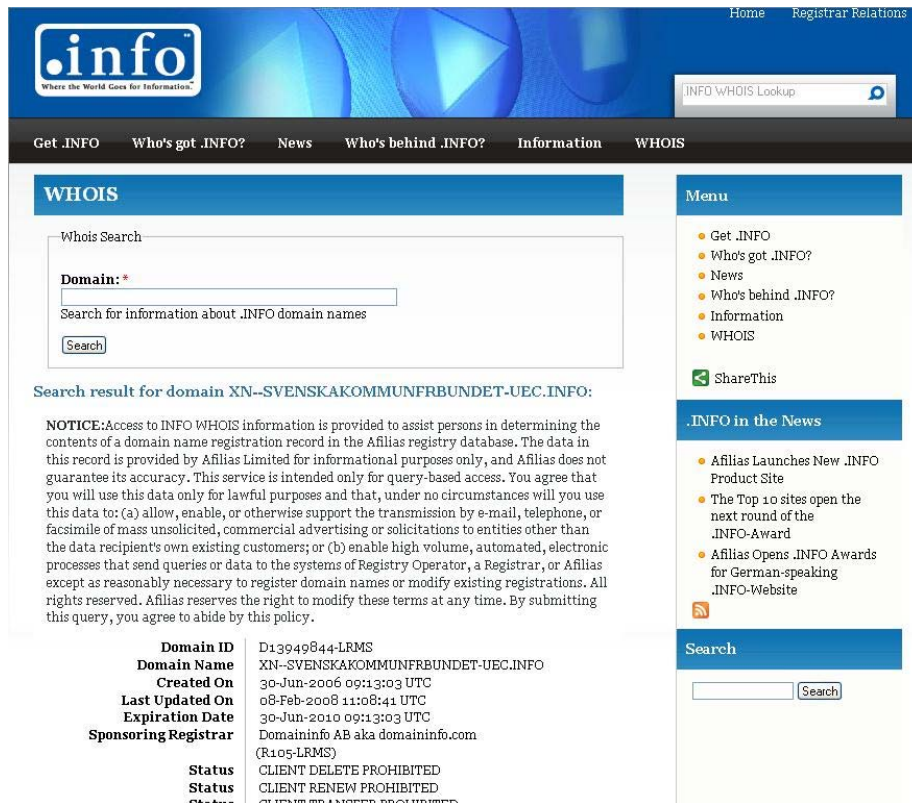 Home Registrar Relations
.info™
Where the World Goes for Information.™
.INFO WHOIS Lookup
Get .INFO Who's got .INFO? News Who's behind .INFO? Information WHOIS
WHOIS
Whois Search
Domain: *
Search for information about .INFO domain names
Search
Search result for domain XN--SVENSKAKOMMUNFRBUNDET-UEC.INFO:
NOTICE:Access to INFO WHOIS information is provided to assist persons in determining the
contents of a domain name registration record in the Afilias registry database. The data in
this record is provided by Afilias Limited for informational purposes only, and Afilias does not
guarantee its accuracy. This service is intended only for query-based access. You agree that
you will use this data only for lawful purposes and that, under no circumstances will you use
this data to: (a) allow, enable, or otherwise support the transmission by e-mail, telephone, or
facsimile of mass unsolicited, commercial advertising or solicitations to entities other than
the data recipient's own existing customers; or (b) enable high volume, automated, electronic
processes that send queries or data to the systems of Registry Operator, a Registrar, or Afilias
except as reasonably necessary to register domain names or modify existing registrations. All
rights reserved. Afilias reserves the right to modify these terms at any time. By submitting
this query, you agree to abide by this policy.
Domain ID D13949844-LRMS
Domain Name XN--SVENSKAKOMMUNFRBUNDET-UEC.INFO
Created On 30-Jun-2006 09:13:03 UTC
Last Updated On 08-Feb-2008 11:08:41 UTC
Expiration Date 30-Jun-2010 09:13:03 UTC
Sponsoring Registrar Domaininfo AB aka domaininfo.com
(R105-LRMS)
Status CLIENT DELETE PROHIBITED
Status CLIENT RENEW PROHIBITED
Status CLIENT TRANSFER PROHIBITED
Menu
Get .INFO
Who's got .INFO?
News
Who's behind .INFO?
Information
WHOIS
ShareThis
.INFO in the News
Afilias Launches New .INFO
Product Site
The Top 10 sites open the
next round of the
.INFO-Award
Afilias Opens .INFO Awards
for German-speaking
.INFO-Website
Search
Search